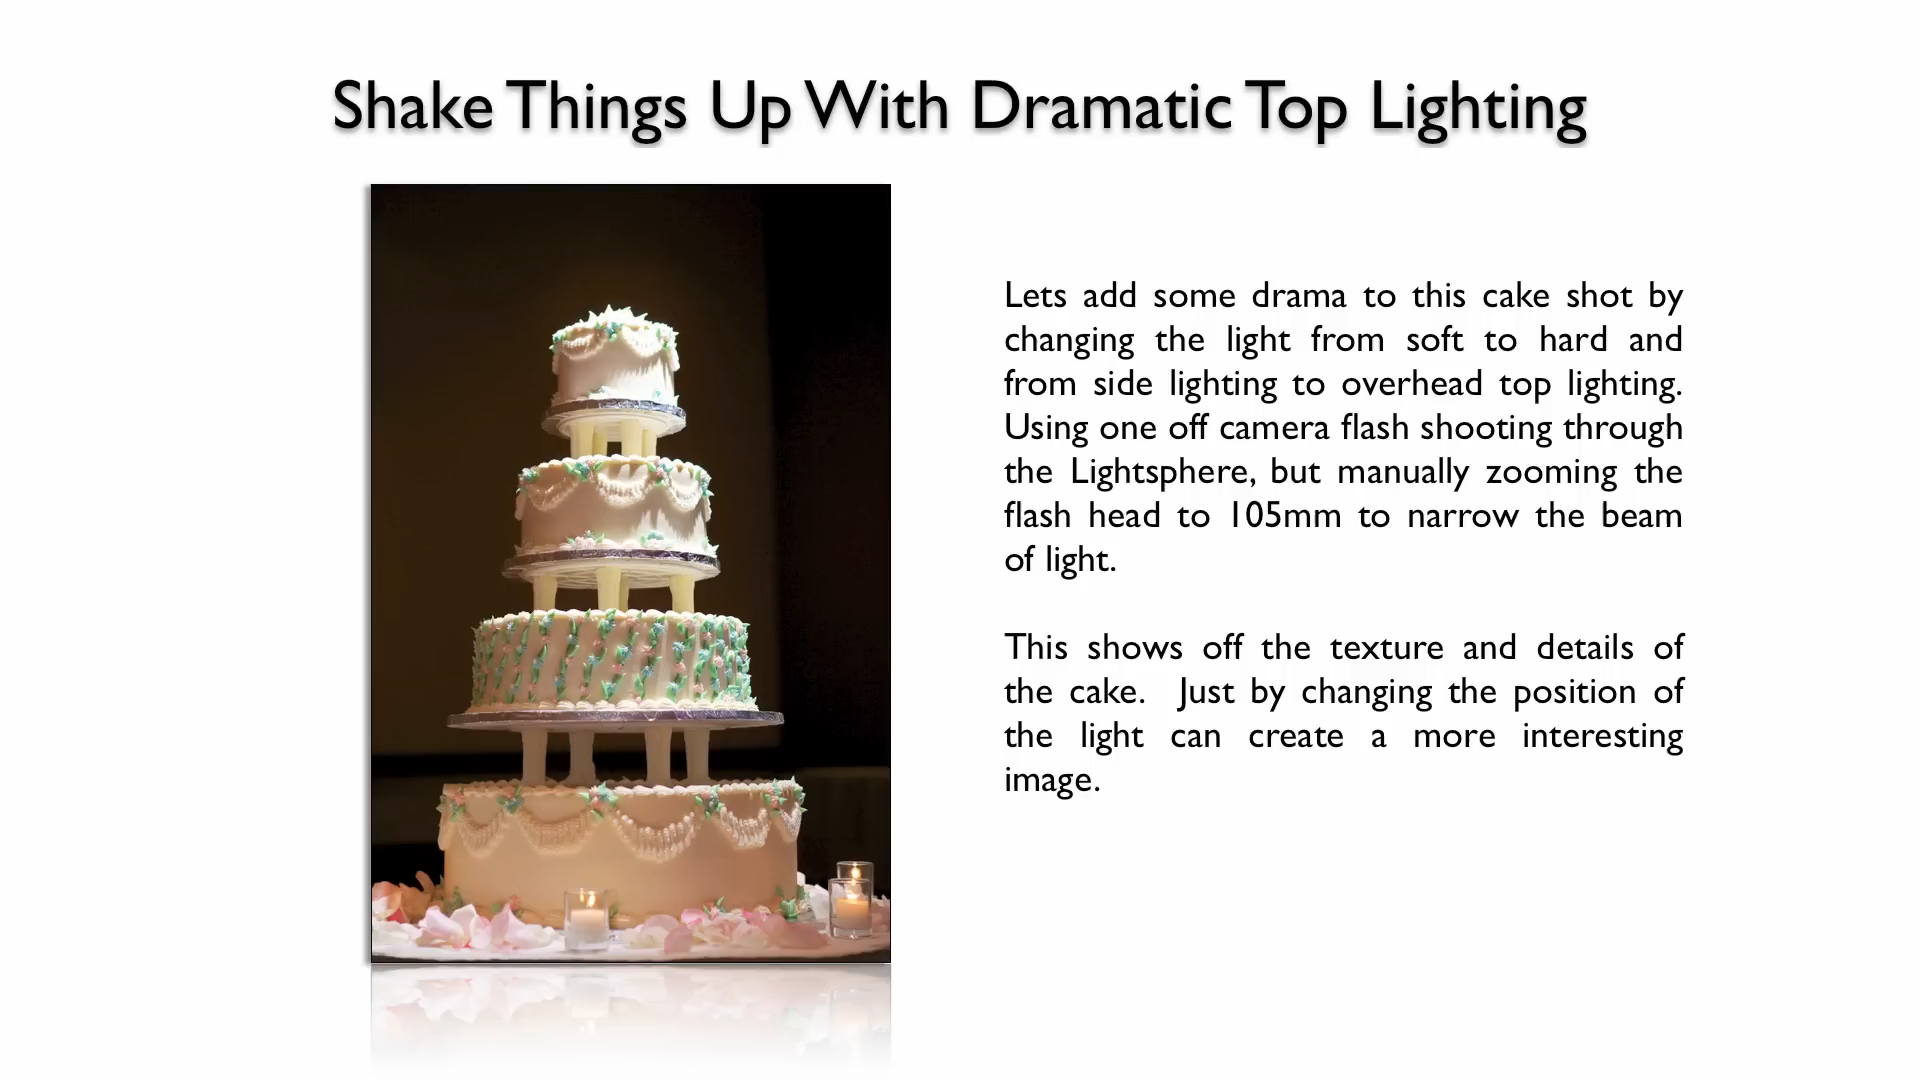 Shake Things Up With Dramatic Top Lighting
Lets add some drama to this cake shot by
changing the light from soft to hard and
from side lighting to overhead top lighting.
Using one off camera flash shooting through
the Lightsphere, but manually zooming the
flash head to 105mm to narrow the beam
of light.
This shows off the texture and details of
the cake.  Just by changing the position of
the light can create a more interesting
image.